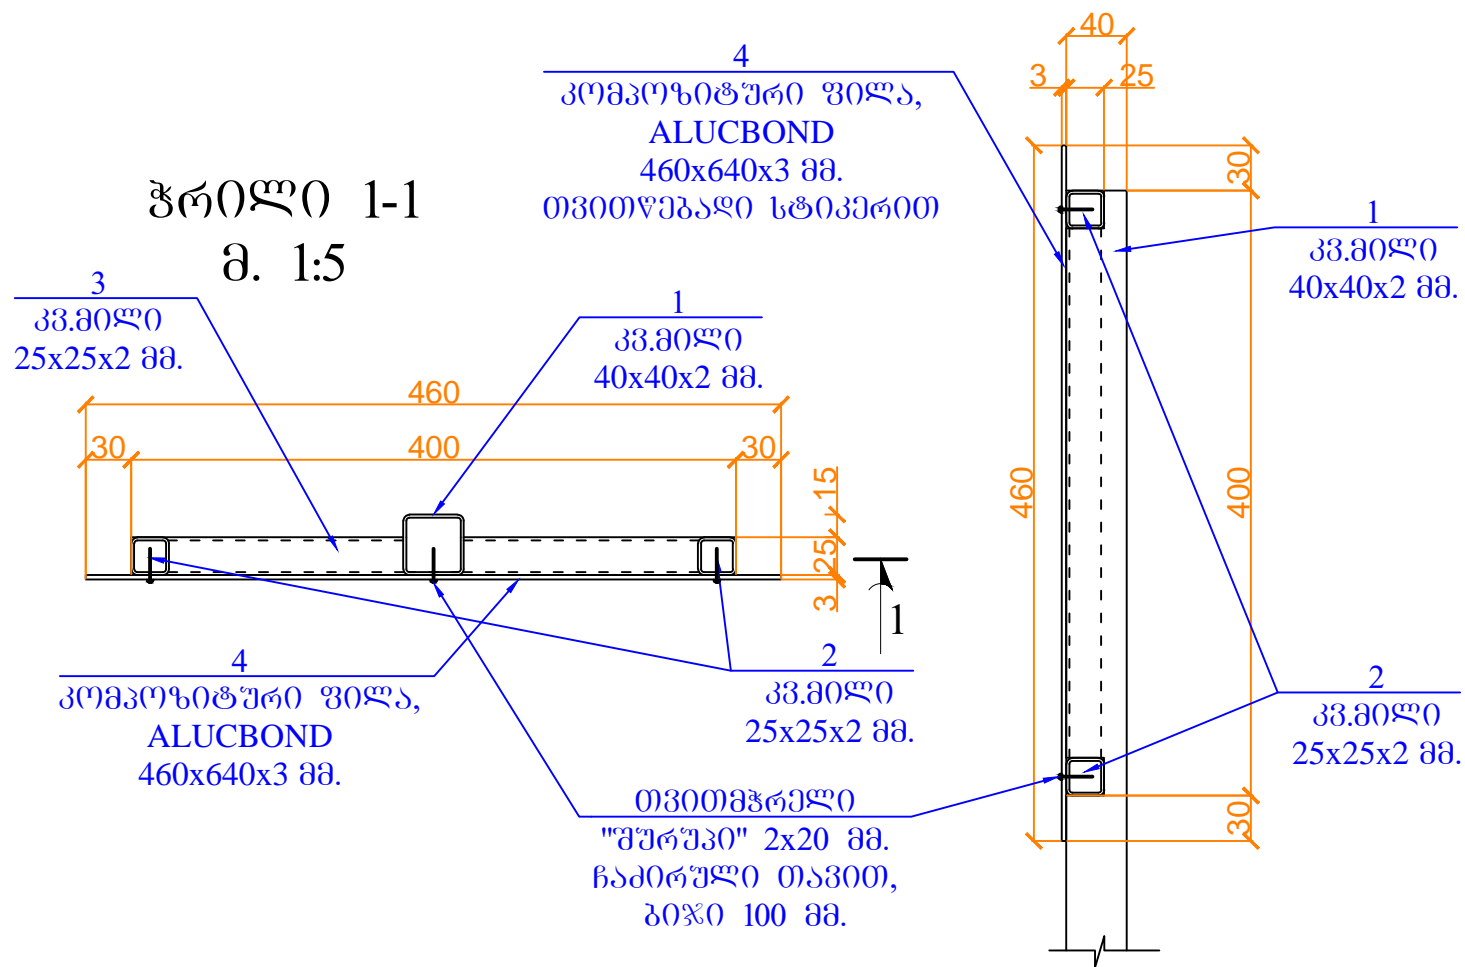 ჭრილი 1-1
მ. 1:5
3
კვ.მილი
25x25x2 მმ.
1
კვ.მილი
40x40x2 მმ.
460
30
400
30
15
25
3
1
4
კომპოზიტური ფილა,
ALUCBOND
460x640x3 მმ.
2
კვ.მილი
25x25x2 მმ.
თვითმჭრელი
"შურუპი" 2x20 მმ.
ჩაძირული თავით,
ბიჯი 100 მმ.
4
კომპოზიტური ფილა,
ALUCBOND
460x640x3 მმ.
თვითწებადი სტიკერით
40
3
25
30
460
400
30
1
კვ.მილი
40x40x2 მმ.
2
კვ.მილი
25x25x2 მმ.